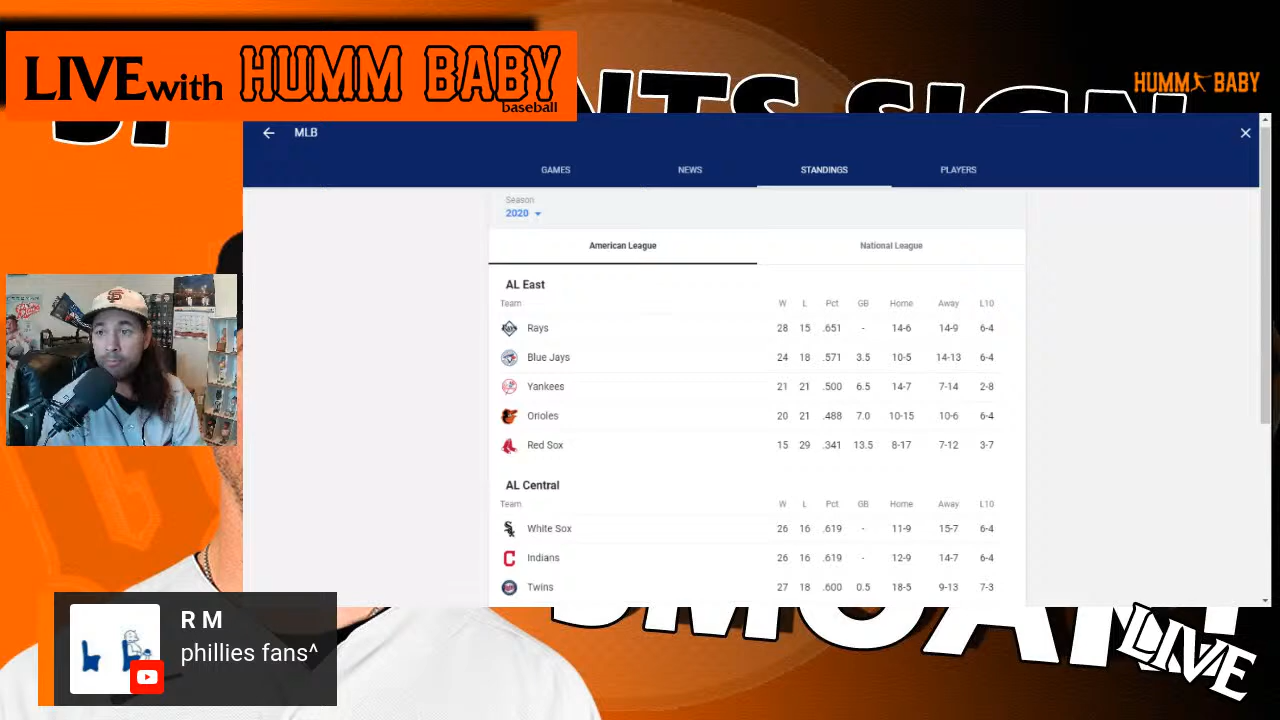 LIVE with HUMM BABY
baseball
HUMM BABY
NTS SIGN
MLB
GAMES NEWS STANDINGS PLAYERS
Season
2020
American League National League
AL East
Team W L Pct GB Home Away L10
Rays 28 15 .651 - 14-6 14-9 6-4
Blue Jays 24 18 .571 3.5 10-5 14-13 6-4
Yankees 21 21 .500 6.5 14-7 7-14 2-8
Orioles 20 21 .488 7.0 10-15 10-6 6-4
Red Sox 15 29 .341 13.5 8-17 7-12 3-7
AL Central
Team W L Pct GB Home Away L10
White Sox 26 16 .619 - 11-9 15-7 6-4
Indians 26 16 .619 - 12-9 14-7 6-4
Twins 27 18 .600 0.5 18-5 9-13 7-3
R M
phillies fans^
LIVE